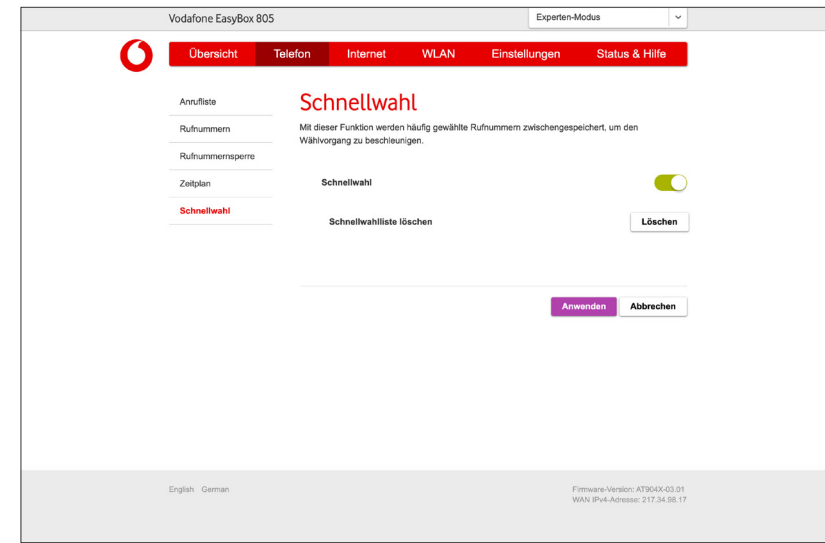 Vodafone EasyBox 805
Experten-Modus
Übersicht Telefon Internet WLAN Einstellungen Status & Hilfe
Anrufliste
Rufnummern
Rufnummernsperre
Zeitplan
Schnellwahl
Schnellwahl
Mit dieser Funktion werden häufig gewählte Rufnummern zwischengespeichert, um den
Wählvorgang zu beschleunigen.
Schnellwahl
Schnellwahlliste löschen Löschen
Anwenden Abbrechen
English German
Firmware-Version: AT904X-03.01
WAN IPv4-Adresse: 217.34.98.17